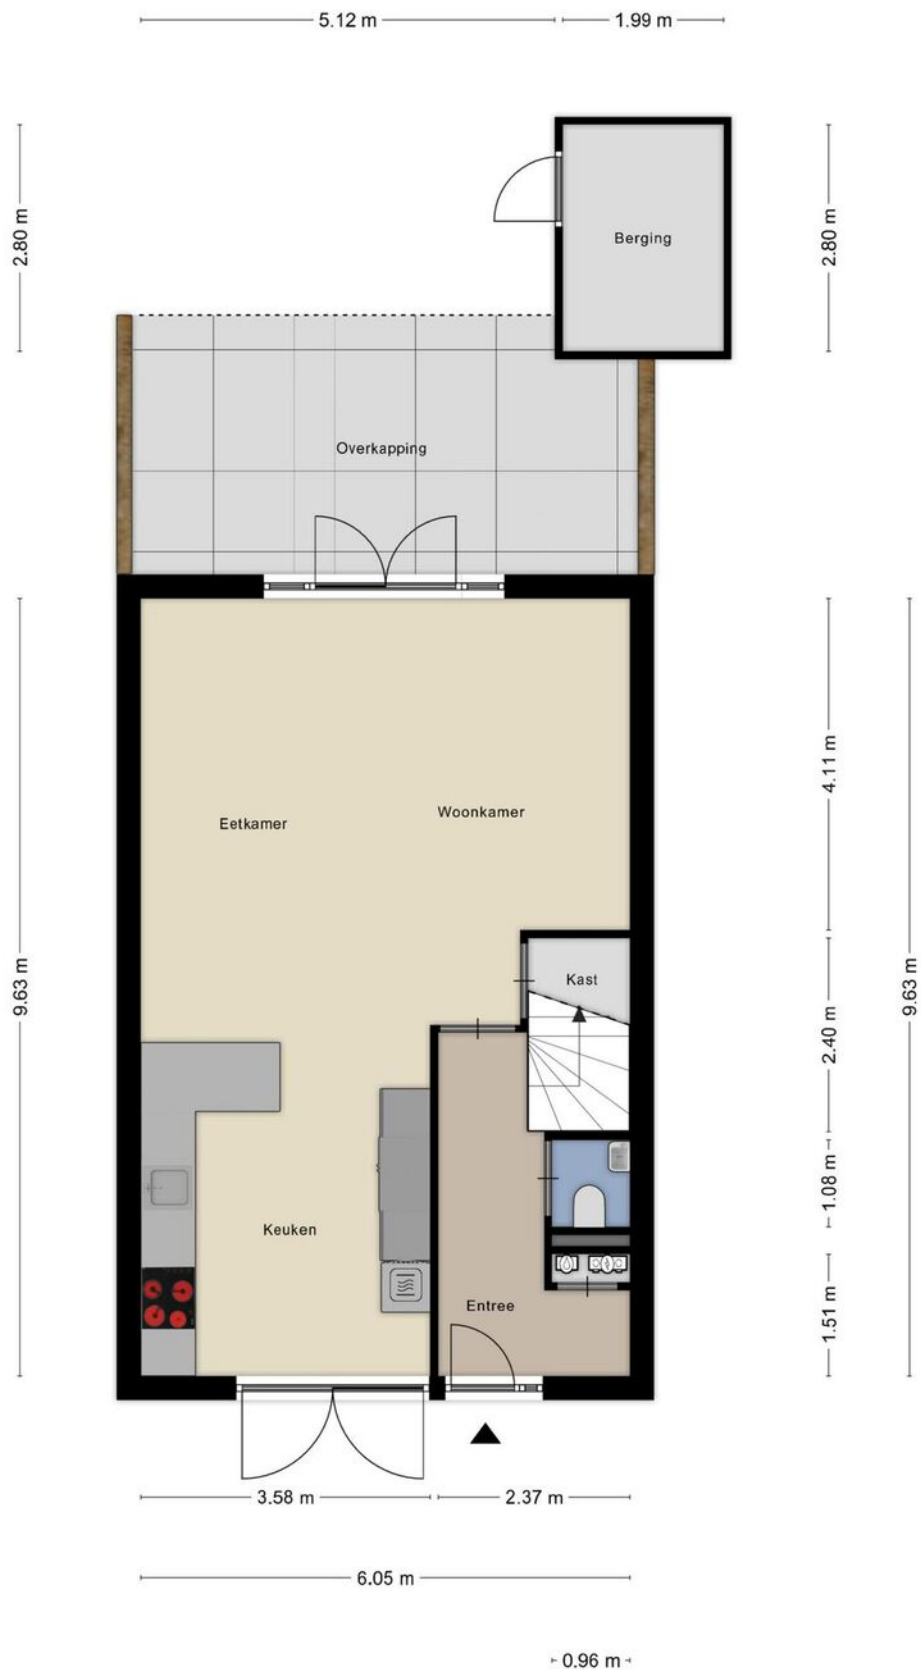 5.12 m
1.99 m
2.80 m
2.80 m
Berging
Overkapping
4.11 m
Eetkamer
Woonkamer
9.63 m
9.63 m
Kast
2.40 m
1.08 m
Keuken
Entree
1.51 m
3.58 m
2.37 m
6.05 m
0.96 m